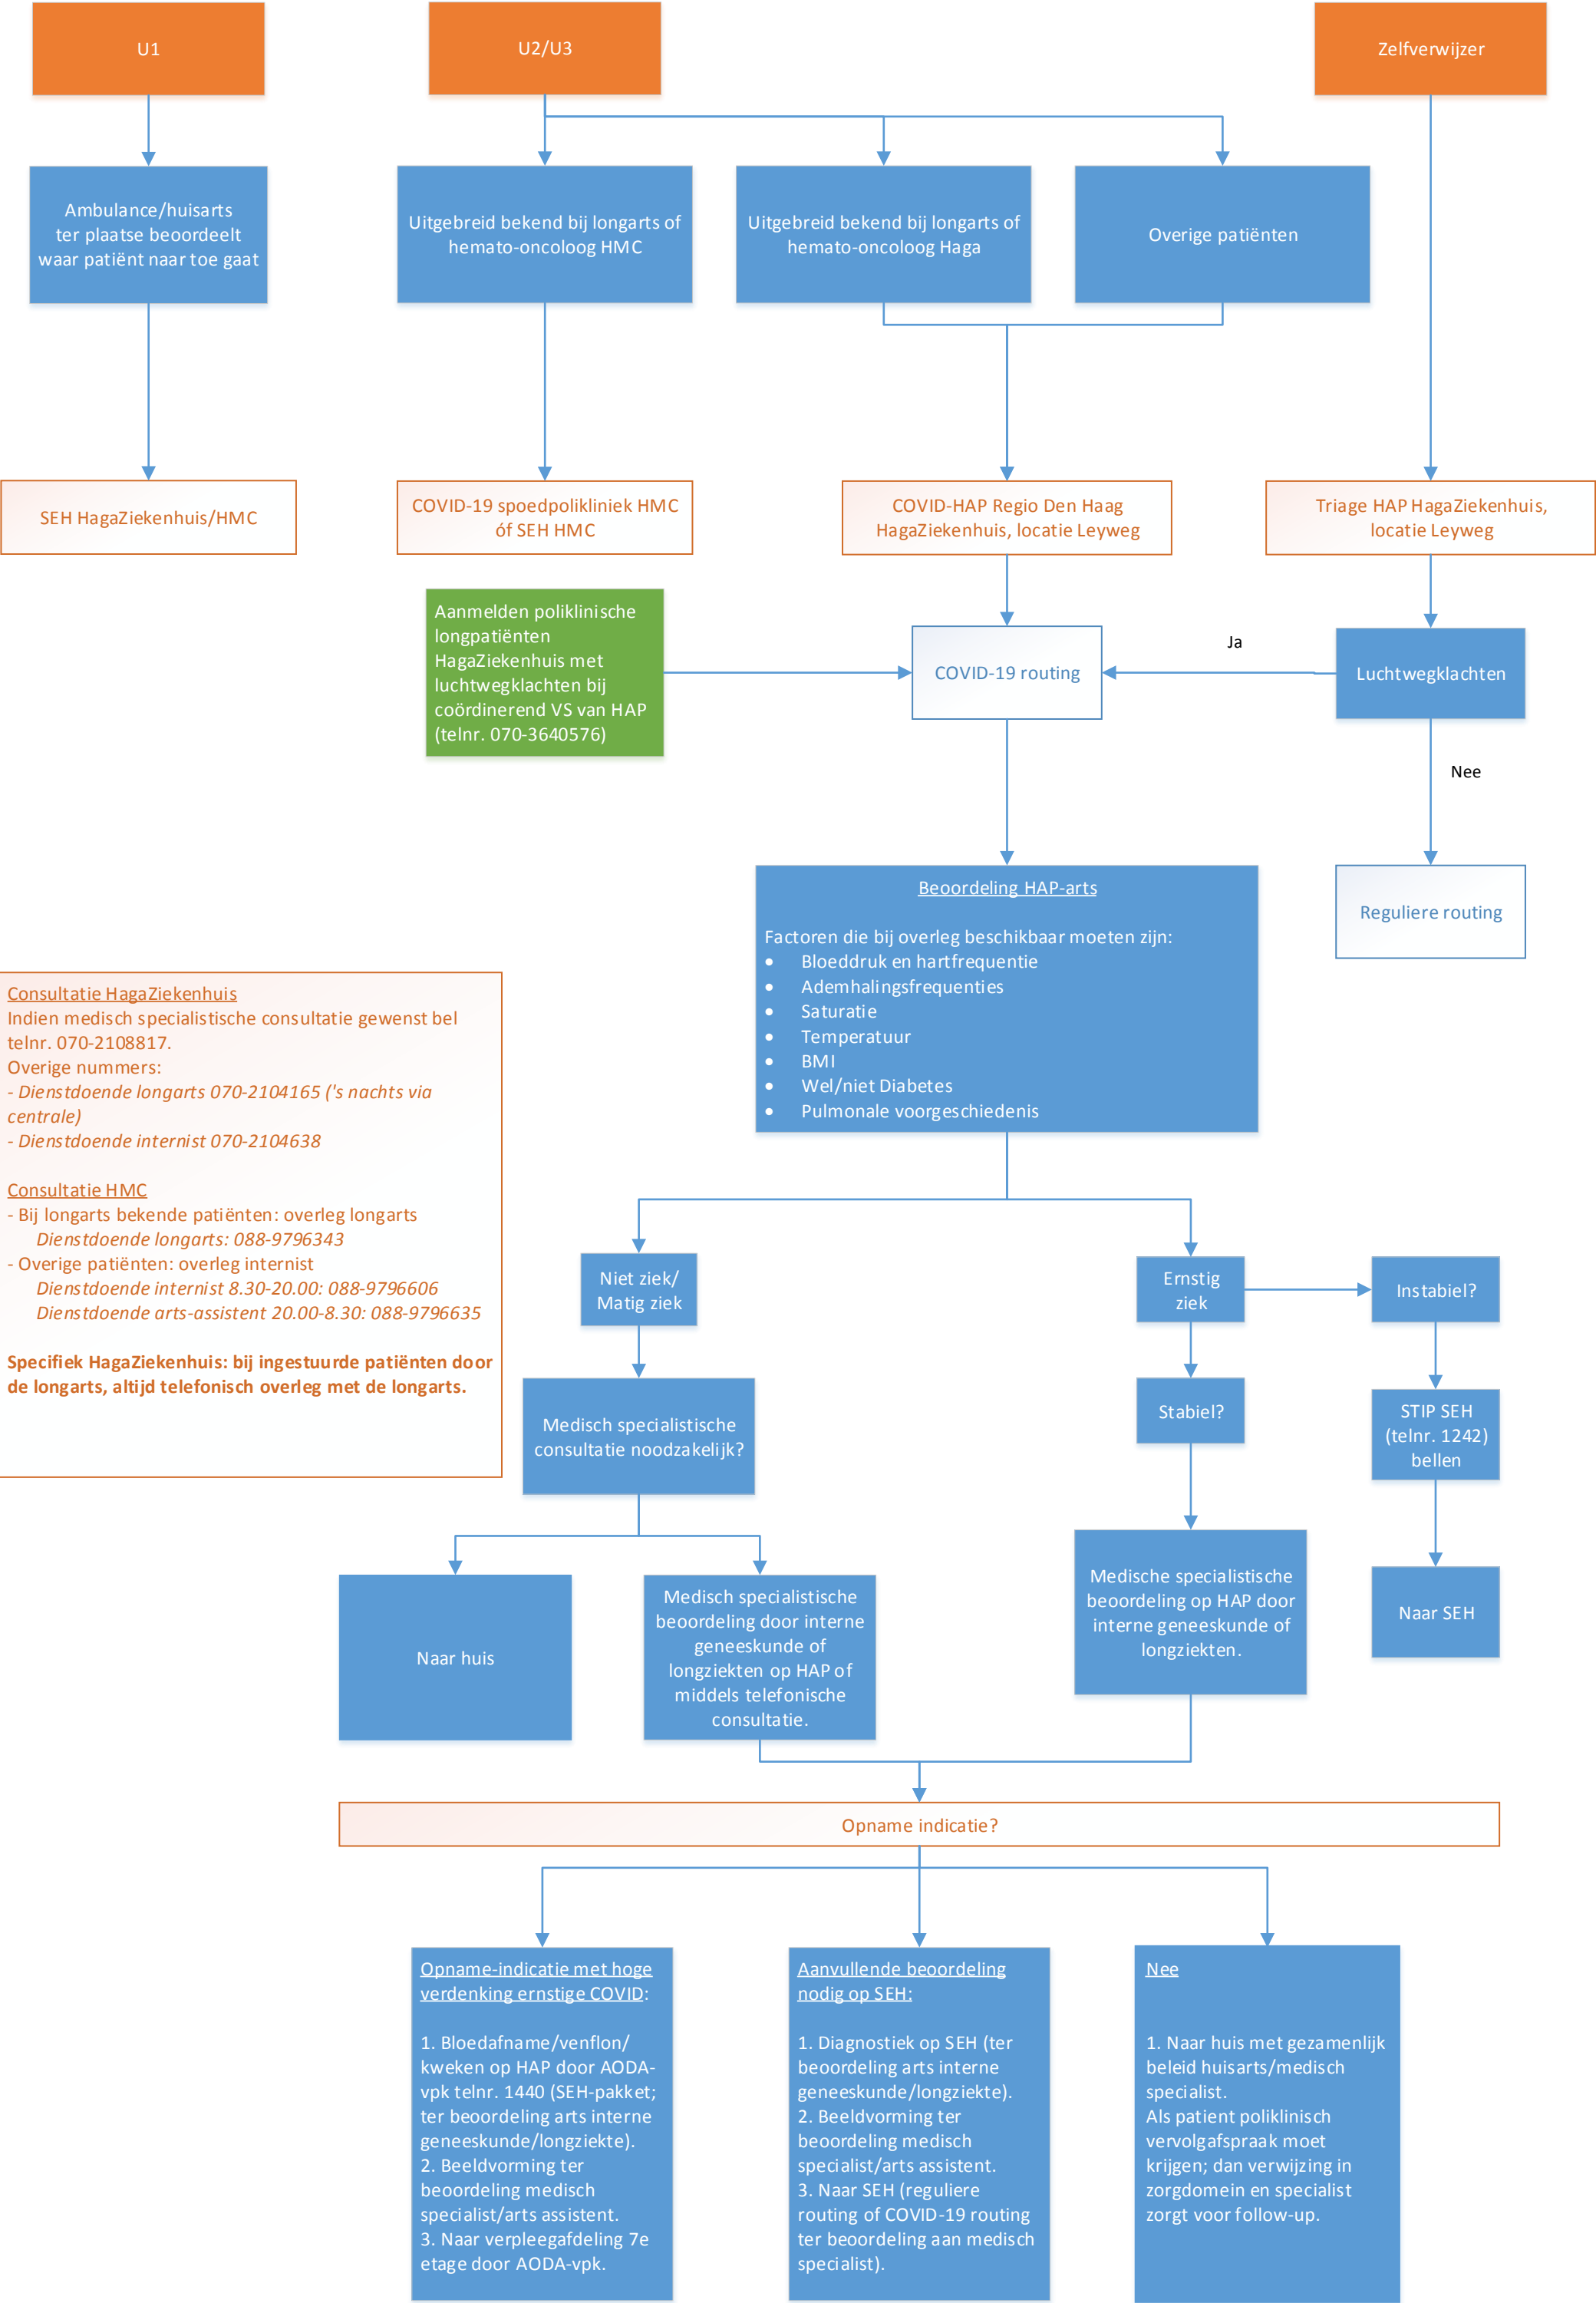 U1
U2/U3
Zelfverwijzer
Ambulance/huisarts
ter plaatse beoordeelt
waar patiënt naar toe gaat
Uitgebreid bekend bij longarts of
hemato-oncoloog HMC
Uitgebreid bekend bij longarts of
hemato-oncoloog Haga
Overige patiënten
SEH HagaZiekenhuis/HMC
COVID-19 spoedpolikliniek HMC
óf SEH HMC
COVID-HAP Regio Den Haag
HagaZiekenhuis, locatie Leyweg
Triage HAP HagaZiekenhuis,
locatie Leyweg
Aanmelden poliklinische
longpatiënten
HagaZiekenhuis met
luchtwegklachten bij
coördinerend VS van HAP
(telnr. 070-3640576)
COVID-19 routing
Ja
Luchtwegklachten
Nee
Reguliere routing
Beoordeling HAP-arts
Factoren die bij overleg beschikbaar moeten zijn:
• Bloeddruk en hartfrequentie
• Ademhalingsfrequenties
• Saturatie
• Temperatuur
• BMI
• Wel/niet Diabetes
• Pulmonale voorgeschiedenis
Consultatie HagaZiekenhuis
Indien medisch specialistische consultatie gewenst bel
telnr. 070-2108817.
Overige nummers:
- Dienstdoende longarts 070-2104165 ('s nachts via
centrale)
- Dienstdoende internist 070-2104638
Consultatie HMC
- Bij longarts bekende patiënten: overleg longarts
Dienstdoende longarts: 088-9796343
- Overige patiënten: overleg internist
Dienstdoende internist 8.30-20.00: 088-9796606
Dienstdoende arts-assistent 20.00-8.30: 088-9796635
Specifiek HagaZiekenhuis: bij ingestuurde patiënten door
de longarts, altijd telefonisch overleg met de longarts.
Niet ziek/
Matig ziek
Ernstig
ziek
Instabiel?
Medisch specialistische
consultatie noodzakelijk?
Stabiel?
STIP SEH
(telnr. 1242)
bellen
Naar huis
Medisch specialistische
beoordeling door interne
geneeskunde of
longziekten op HAP of
middels telefonische
consultatie.
Medische specialistische
beoordeling op HAP door
interne geneeskunde of
longziekten.
Naar SEH
Opname indicatie?
Opname-indicatie met hoge
verdenking ernstige COVID:
1. Bloedafname/venflon/
kweken op HAP door AODA-
vpk telnr. 1440 (SEH-pakket;
ter beoordeling arts interne
geneeskunde/longziekte).
2. Beeldvorming ter
beoordeling medisch
specialist/arts assistent.
3. Naar verpleegafdeling 7e
etage door AODA-vpk.
Aanvullende beoordeling
nodig op SEH:
1. Diagnostiek op SEH (ter
beoordeling arts interne
geneeskunde/longziekte).
2. Beeldvorming ter
beoordeling medisch
specialist/arts assistent.
3. Naar SEH (reguliere
routing of COVID-19 routing
ter beoordeling aan medisch
specialist).
Nee
1. Naar huis met gezamenlijk
beleid huisarts/medisch
specialist.
Als patient poliklinisch
vervolgafspraak moet
krijgen; dan verwijzing in
zorgdomein en specialist
zorgt voor follow-up.